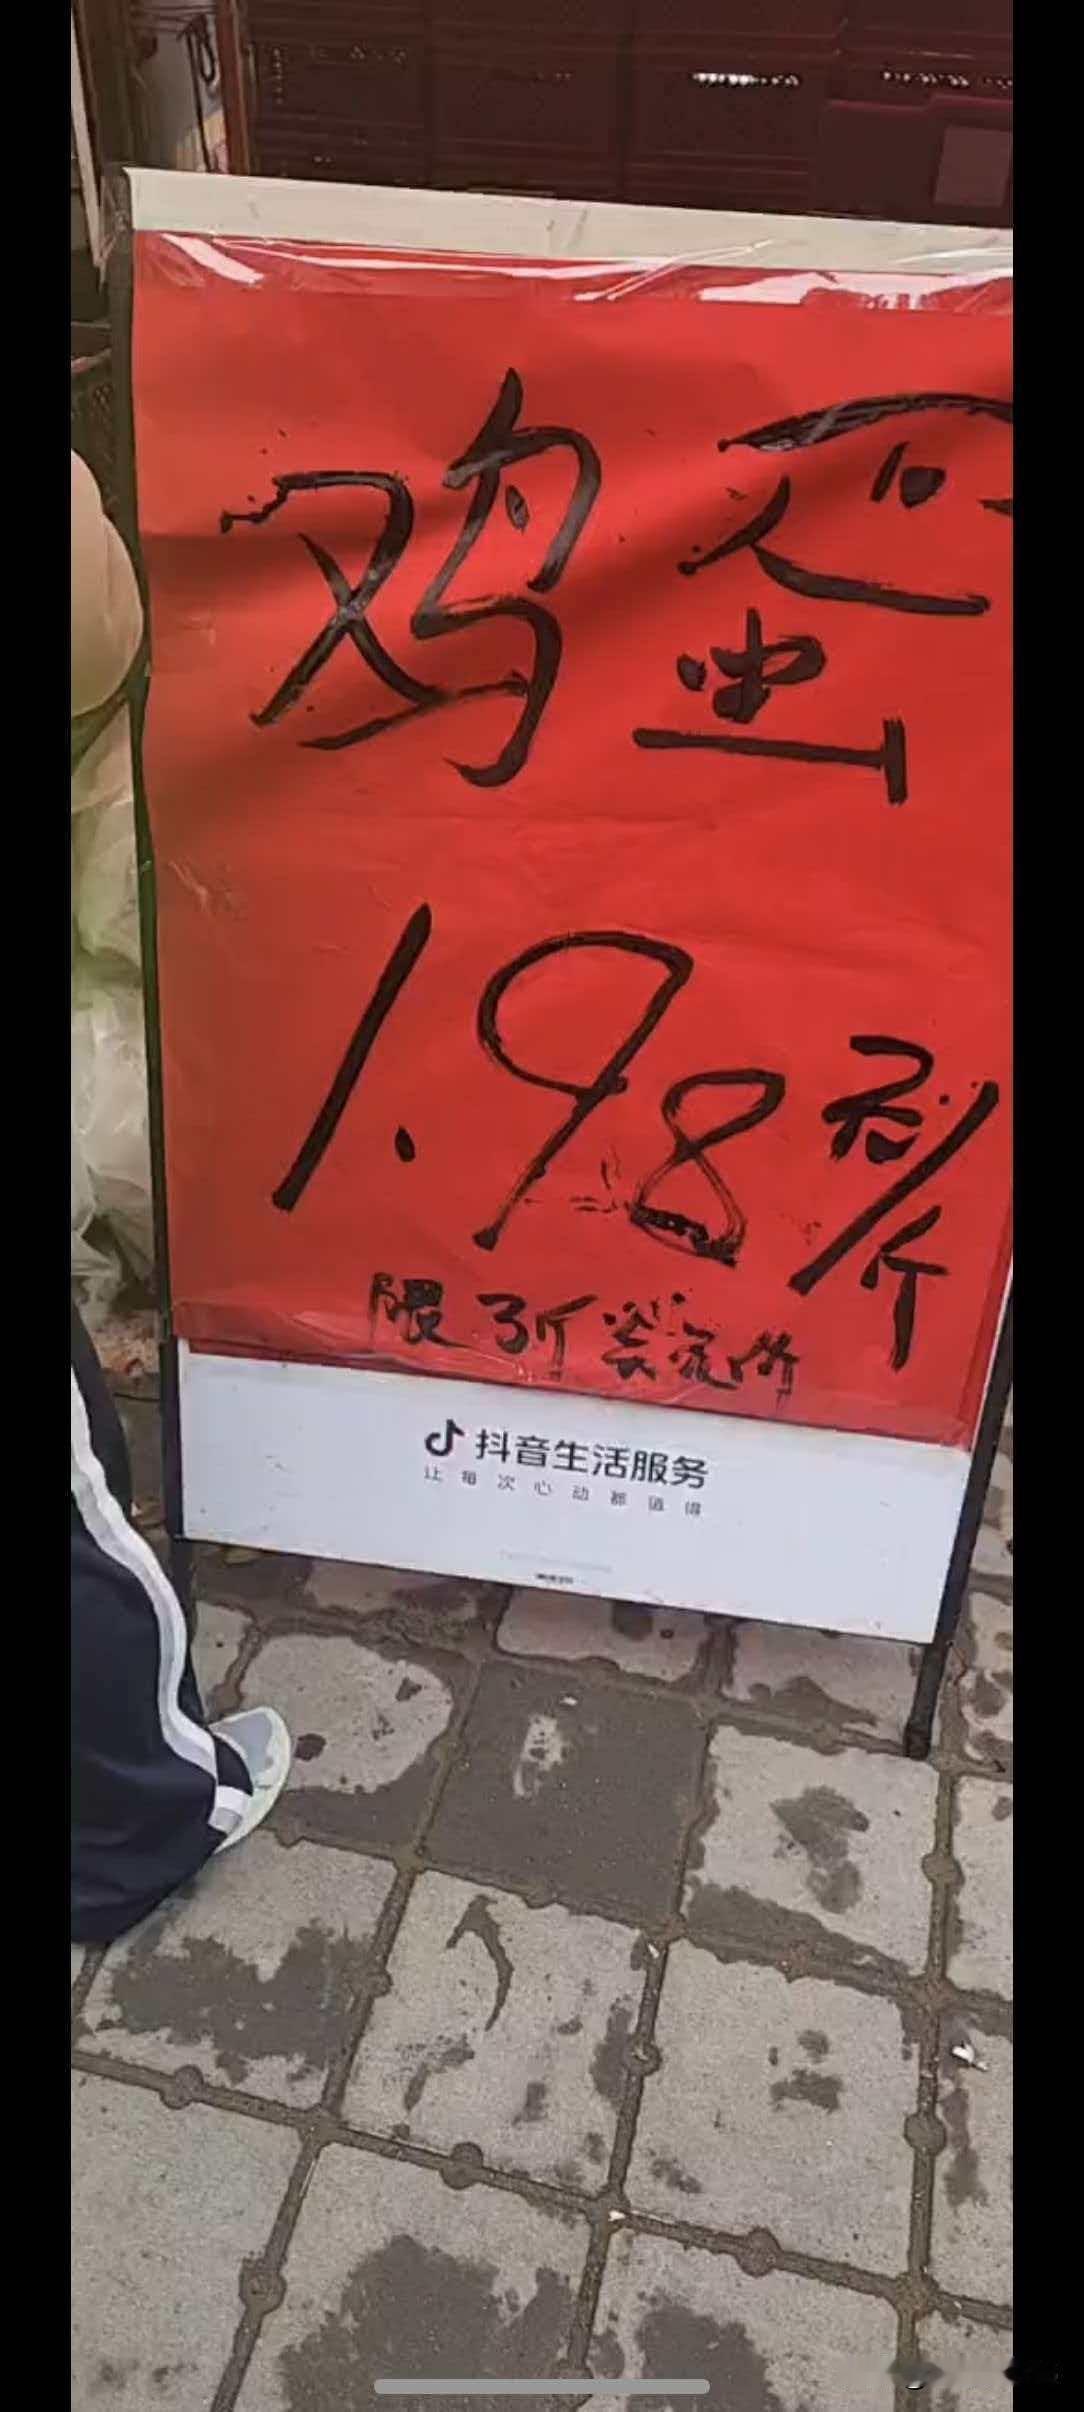 鸡蛋
1.98元/斤
限3斤
抖音生活服务
让每次心动都值得